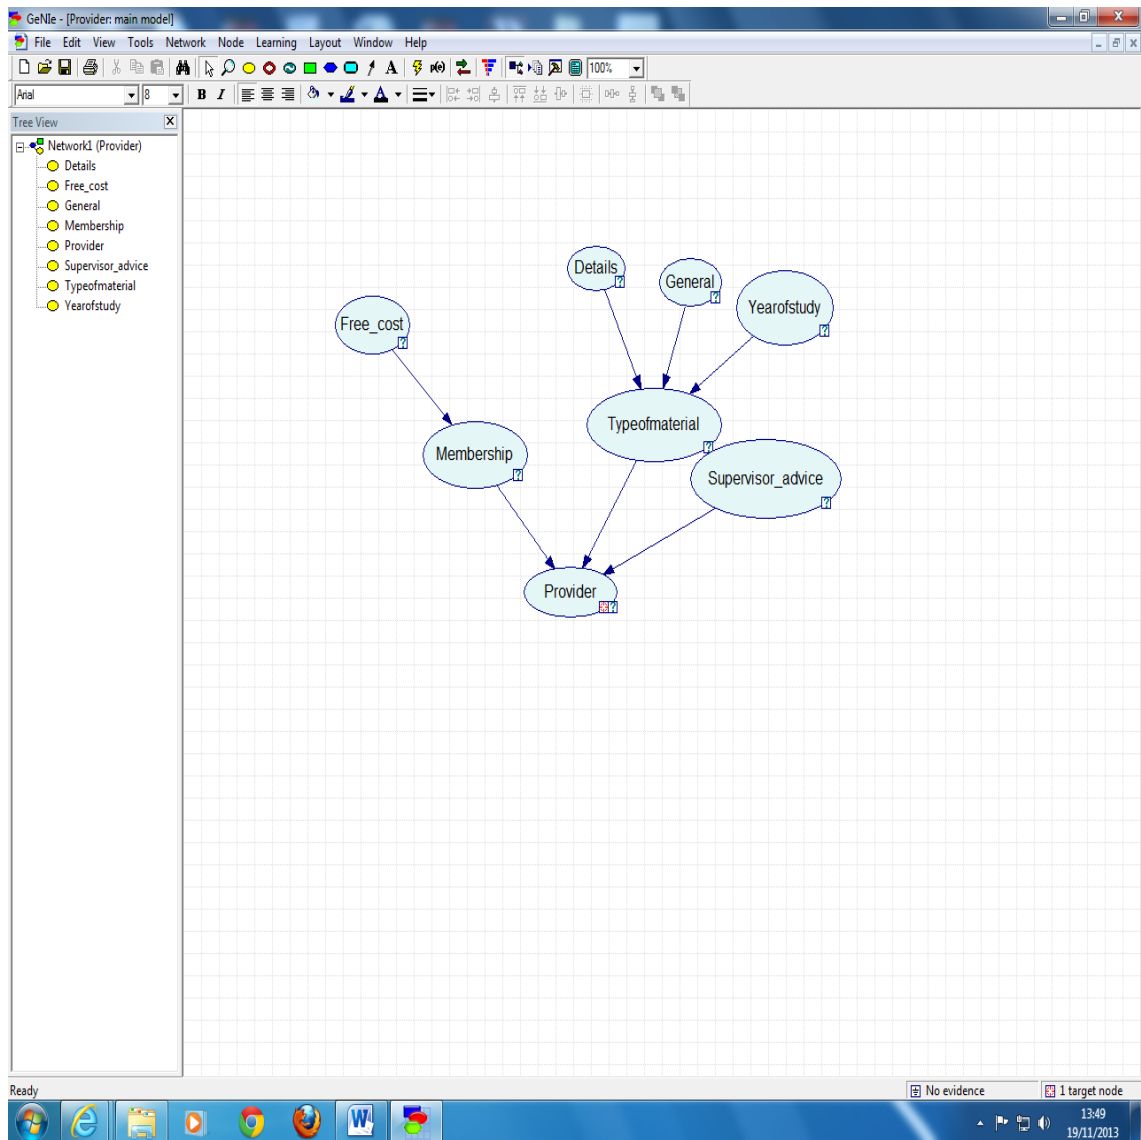 GeNIe - [Provider: main model]
File Edit View Tools Network Node Learning Layout Window Help
A p(e) 100%
Arial 8 B I A
Tree View
Network1 (Provider)
Details
Free_cost
General
Membership
Provider
Supervisor_advice
Typeofmaterial
Yearofstudy
Details
?
General
?
Yearofstudy
?
Free_cost
?
Typeofmaterial
?
Membership
?
Supervisor_advice
?
Provider
?
Ready No evidence 1 target node
13:49
19/11/2013